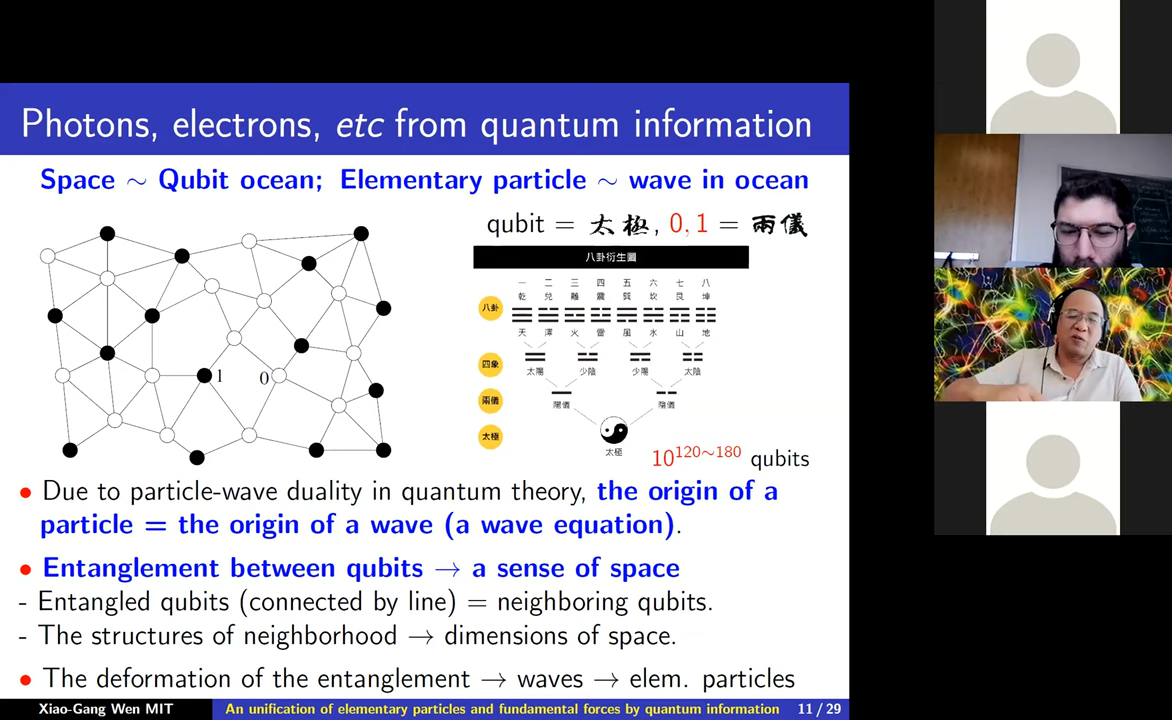 Photons, electrons, etc from quantum information
Space ~ Qubit ocean; Elementary particle ~ wave in ocean
1
0
qubit = 太極, 0, 1 = 兩儀
八卦衍生圖
一 二 三 四 五 六 七 八
乾 兌 離 震 巽 坎 艮 坤
八卦
天 澤 火 雷 風 水 山 地
四象
太陽 少陰 少陽 太陰
兩儀
陽儀 陰儀
太極
太極
10^120~180 qubits
• Due to particle-wave duality in quantum theory, the origin of a
particle = the origin of a wave (a wave equation).
• Entanglement between qubits → a sense of space
- Entangled qubits (connected by line) = neighboring qubits.
- The structures of neighborhood → dimensions of space.
• The deformation of the entanglement → waves → elem. particles
Xiao-Gang Wen MIT
An unification of elementary particles and fundamental forces by quantum information
11 / 29